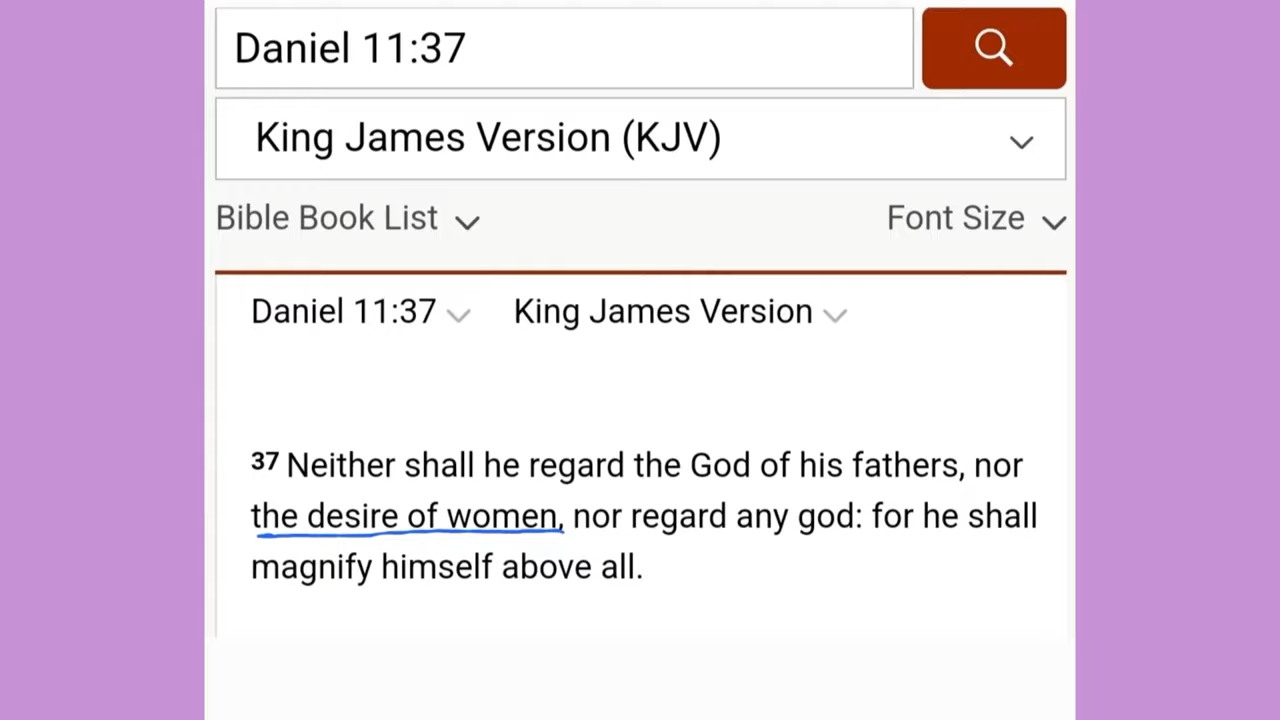 Daniel 11:37
King James Version (KJV)
Bible Book List Font Size
Daniel 11:37 King James Version
37 Neither shall he regard the God of his fathers, nor
the desire of women, nor regard any god: for he shall
magnify himself above all.